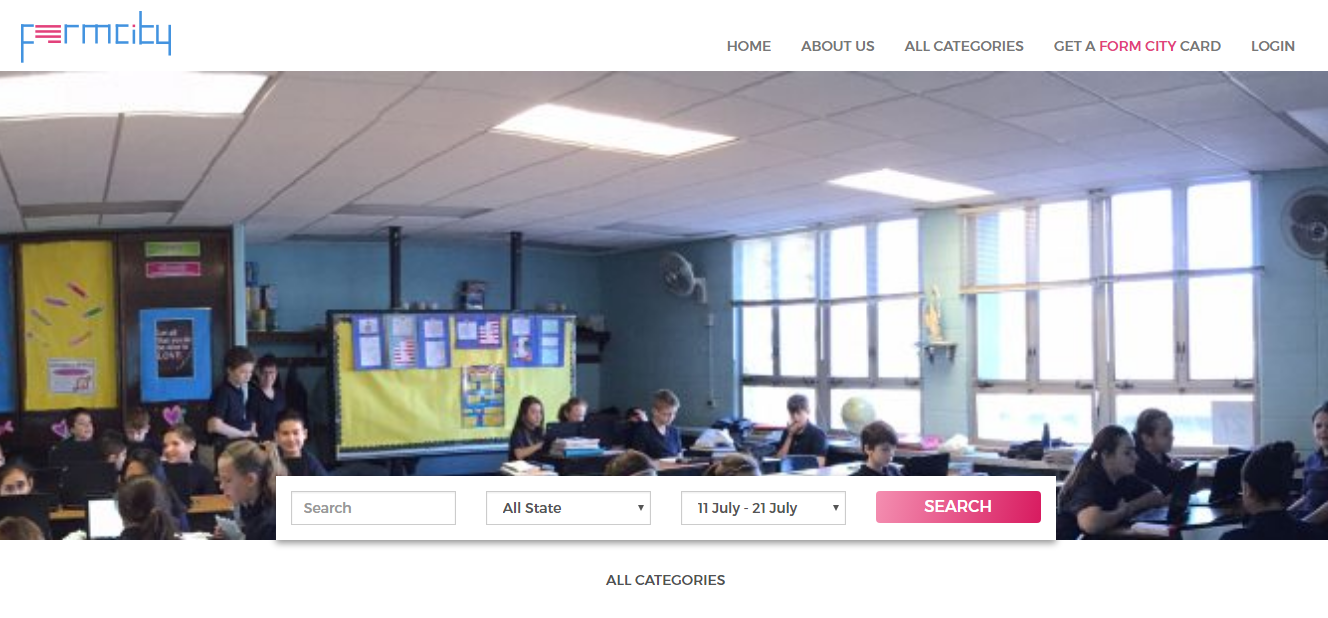 formcity
HOME ABOUT US ALL CATEGORIES GET A FORM CITY CARD LOGIN
LOVE
Search All State 11 July - 21 July SEARCH
ALL CATEGORIES